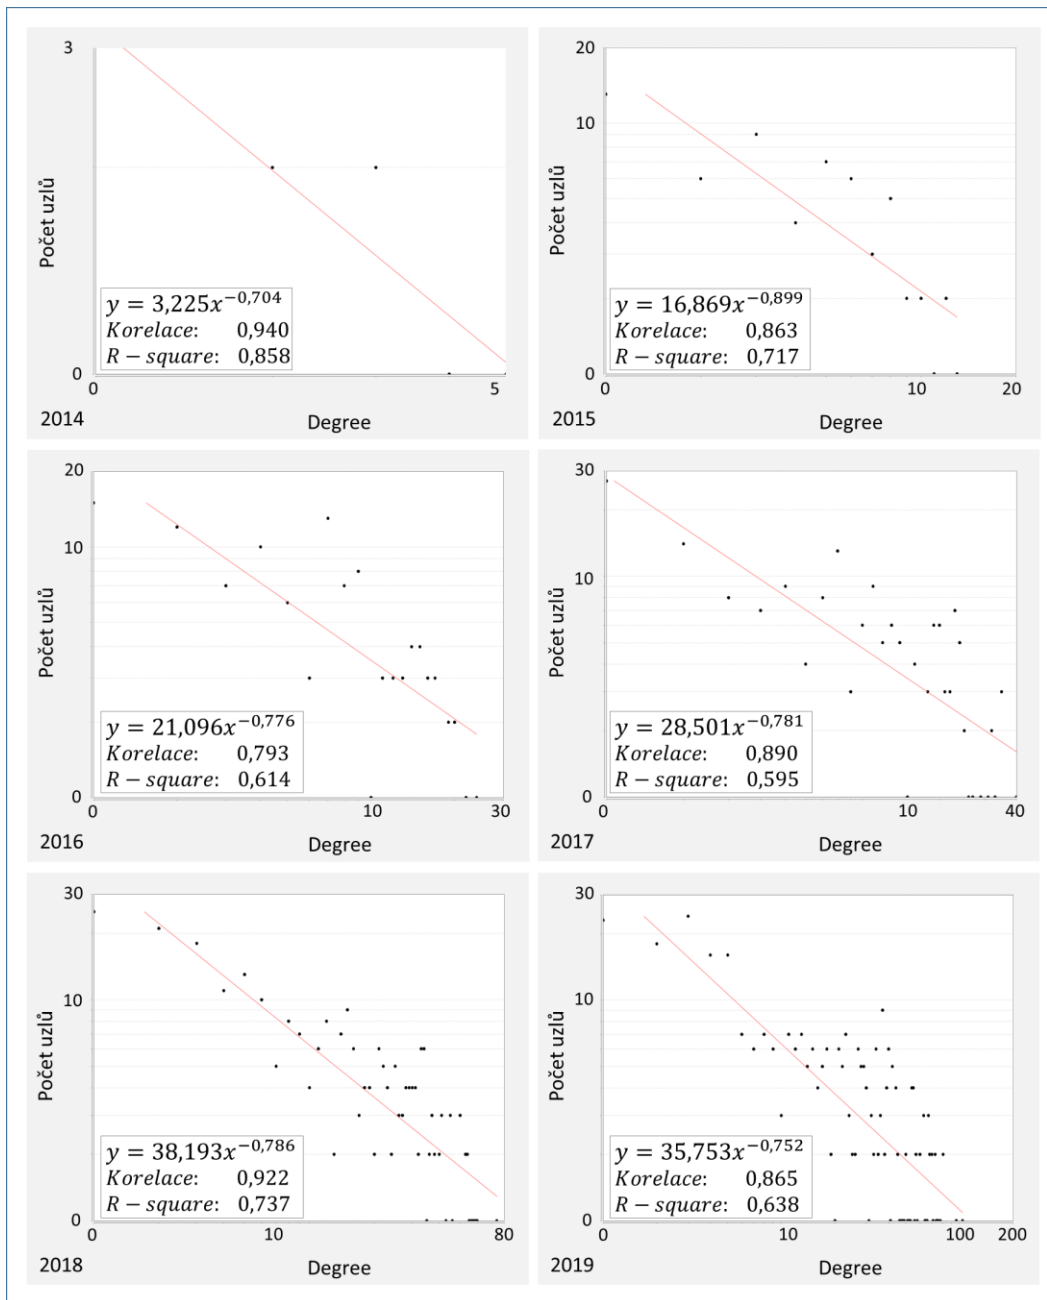 3
Počet uzlů
y = 3,225x^−0,704
Korelace: 0,940
R − square: 0,858
0
0 5
2014 Degree
20
10
Počet uzlů
y = 16,869x^−0,899
Korelace: 0,863
R − square: 0,717
0
0 10 20
2015 Degree
20
10
Počet uzlů
y = 21,096x^−0,776
Korelace: 0,793
R − square: 0,614
0
0 10 30
2016 Degree
30
10
Počet uzlů
y = 28,501x^−0,781
Korelace: 0,890
R − square: 0,595
0
0 10 40
2017 Degree
30
10
Počet uzlů
y = 38,193x^−0,786
Korelace: 0,922
R − square: 0,737
0
0 10 80
2018 Degree
30
10
Počet uzlů
y = 35,753x^−0,752
Korelace: 0,865
R − square: 0,638
0
0 10 100 200
2019 Degree